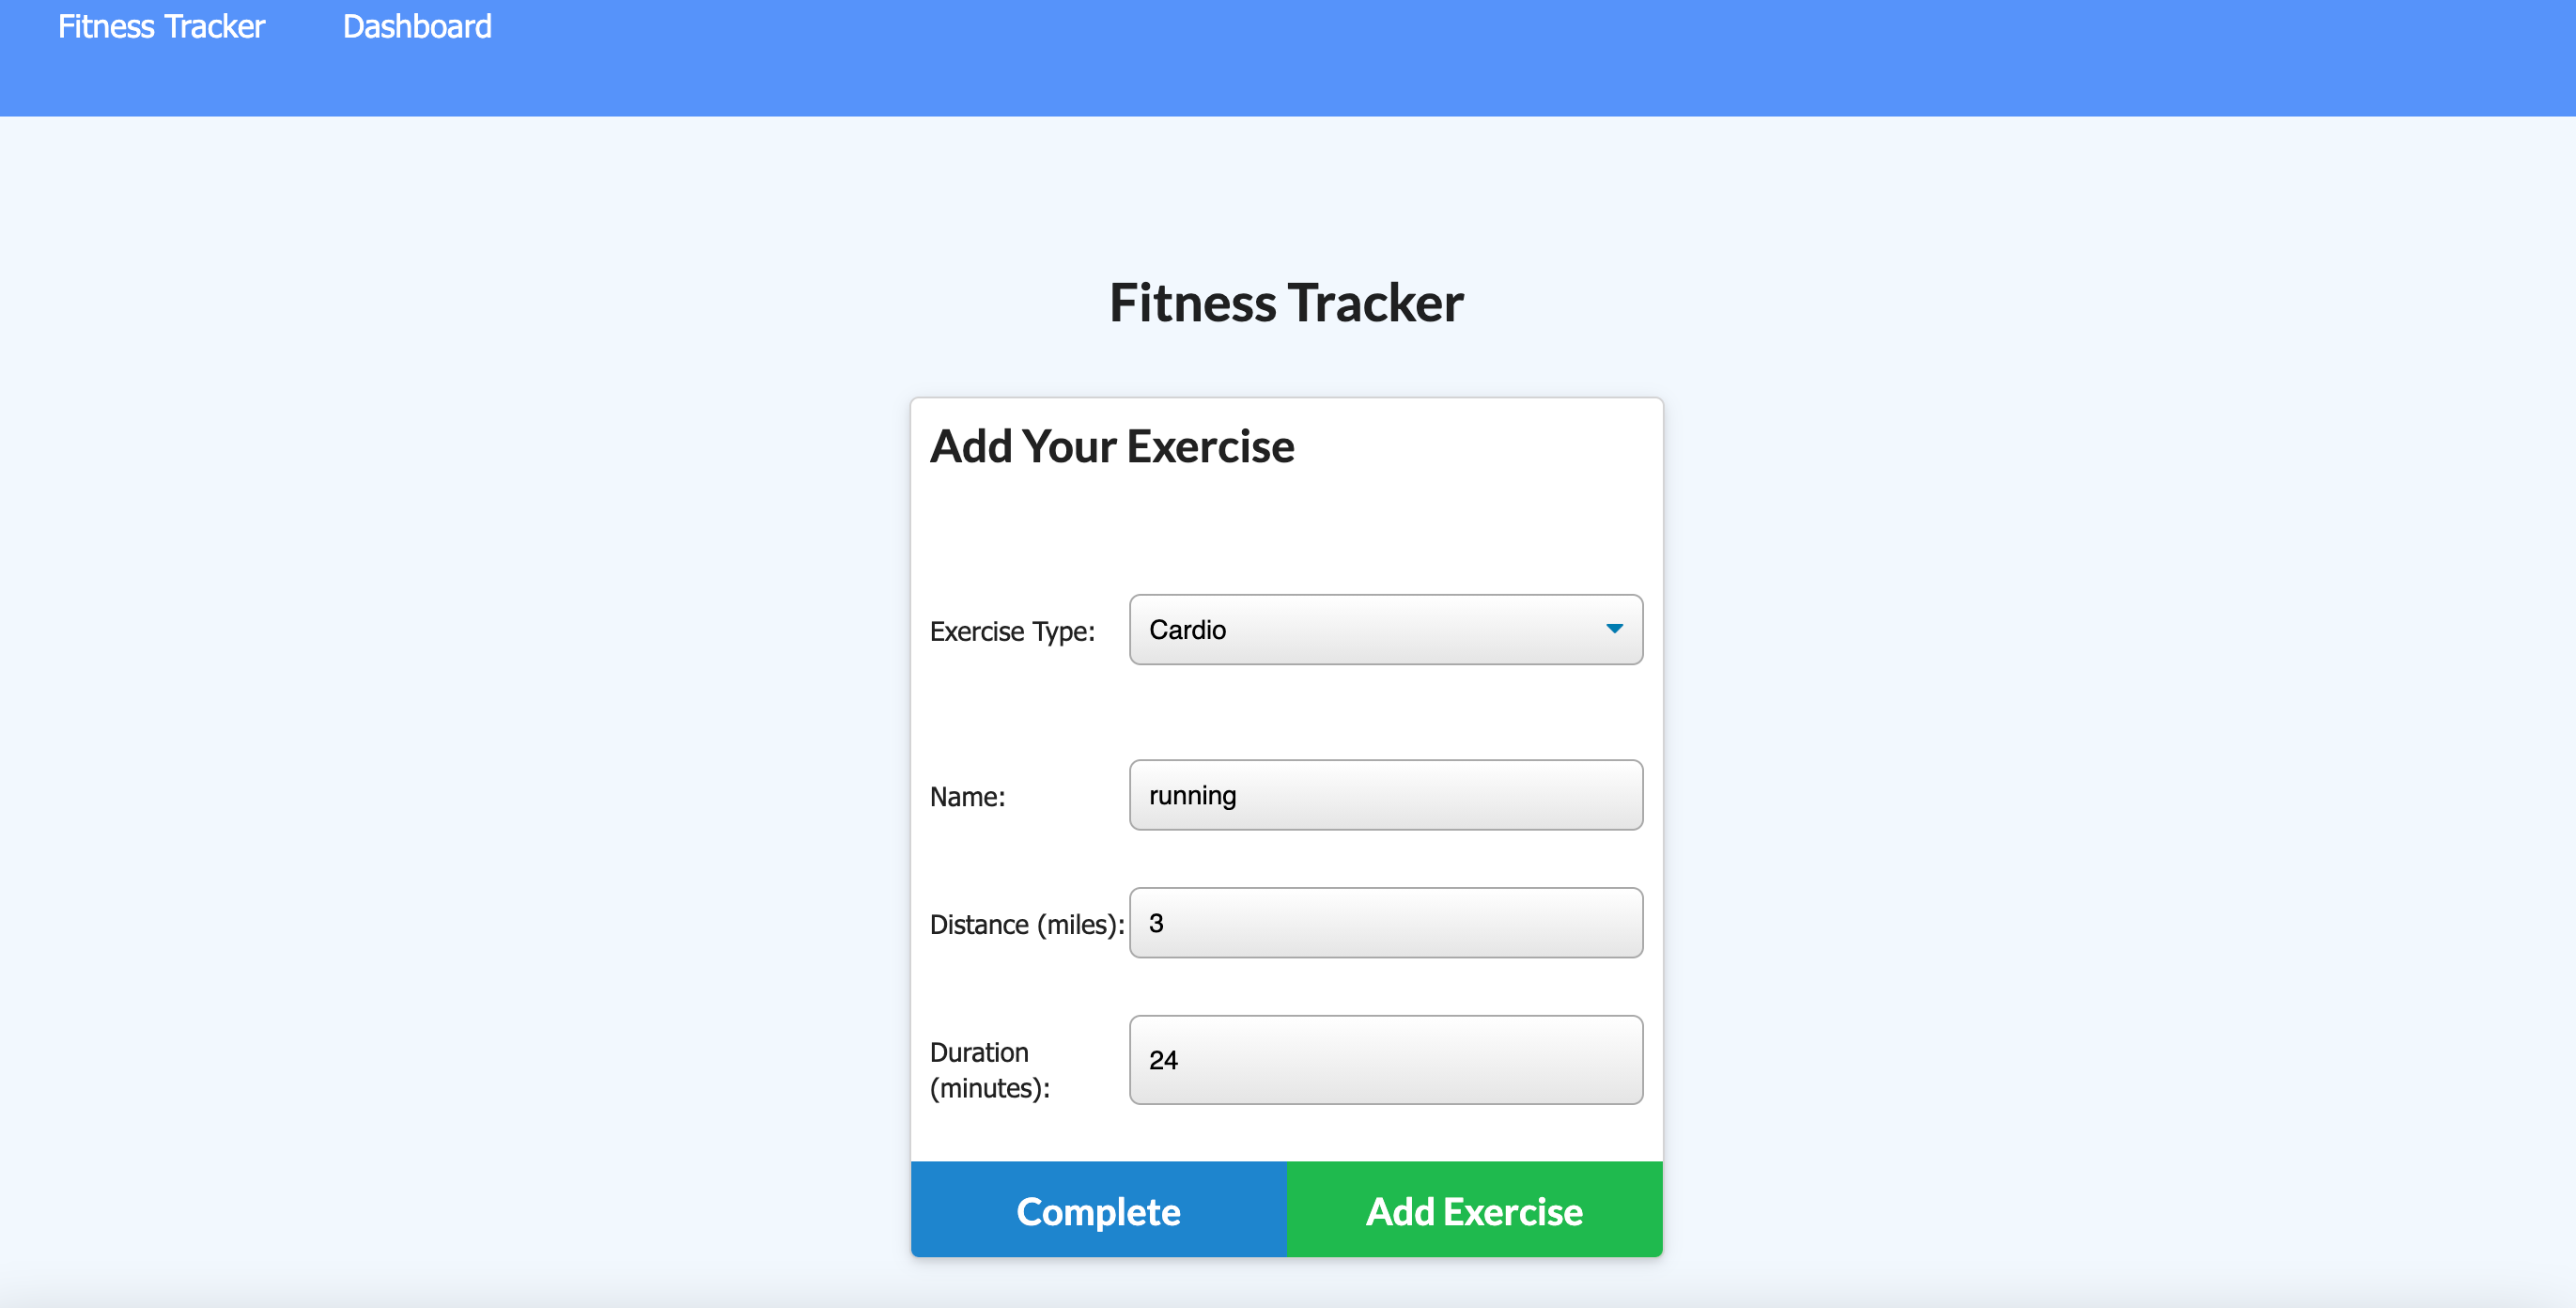 Fitness Tracker Dashboard
Fitness Tracker
Add Your Exercise
Exercise Type: Cardio
Name: running
Distance (miles): 3
Duration (minutes): 24
Complete Add Exercise